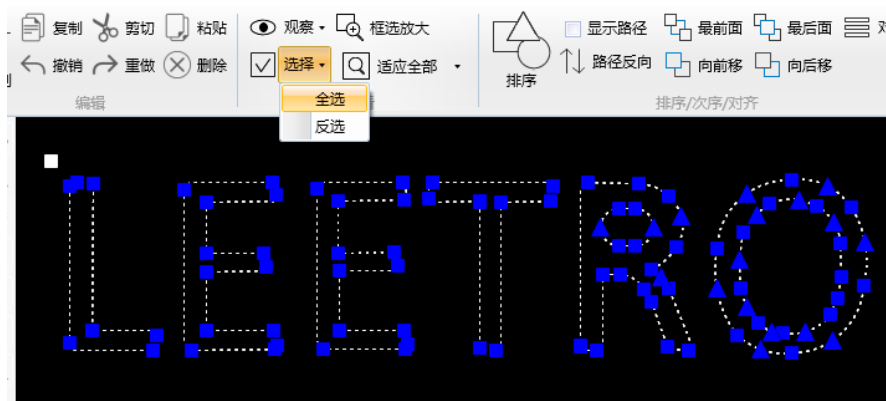 复制 剪切 粘贴 观察 框选放大 显示路径 最前面 最后面
撤销 重做 删除 选择 适应全部 排序 路径反向 向前移 向后移
编辑 排序/次序/对齐
全选
反选
LEETRO